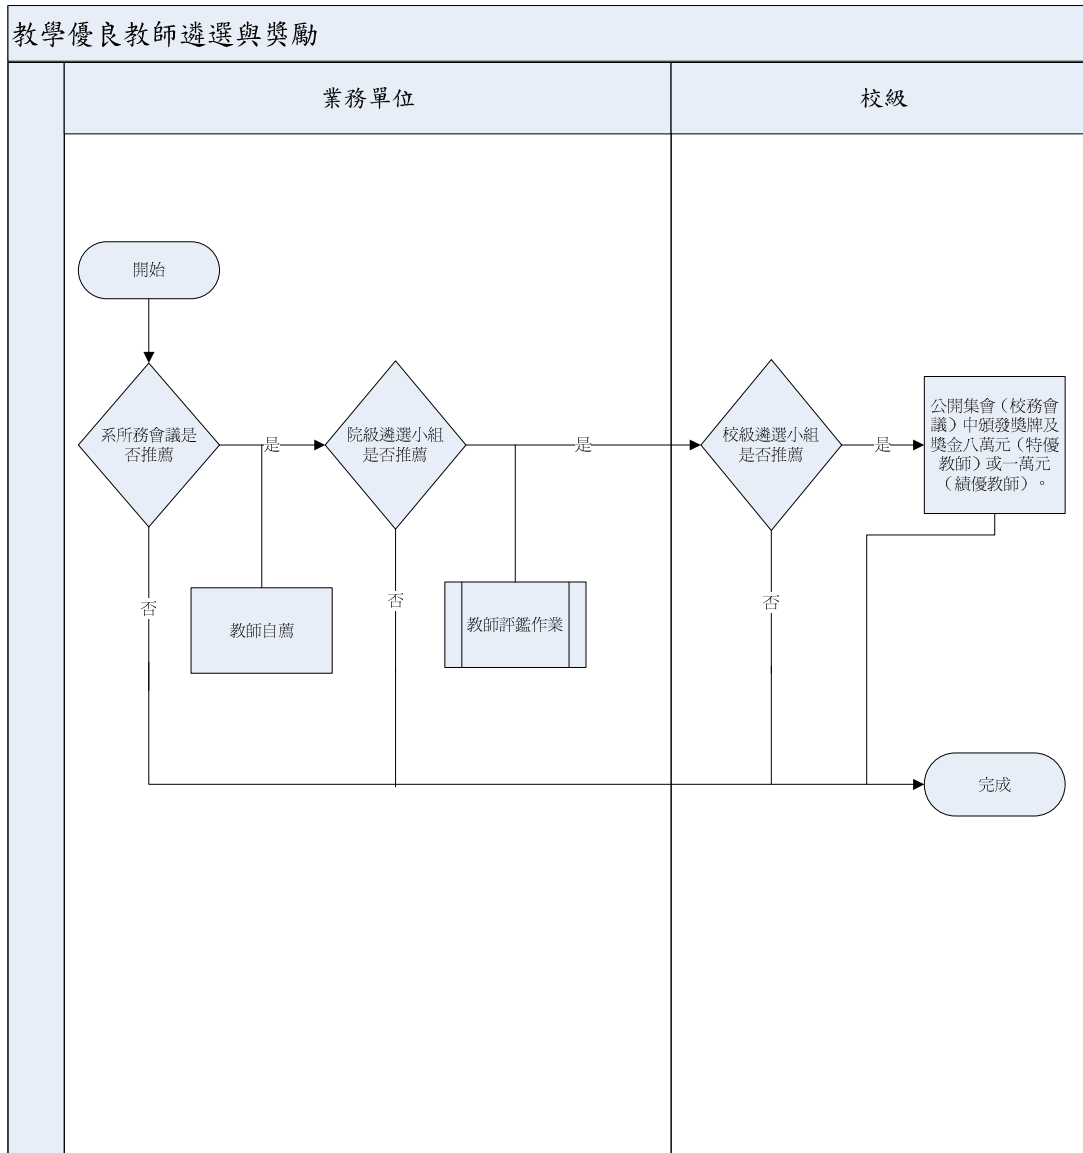 教學優良教師遴選與獎勵
業務單位
校級
開始
系所務會議是
否推薦
是
院級遴選小組
是否推薦
是
校級遴選小組
是否推薦
是
公開集會（校務會
議）中頒發獎牌及
獎金八萬元（特優
教師）或一萬元
（績優教師）。
否
教師自薦
否
教師評鑑作業
否
完成